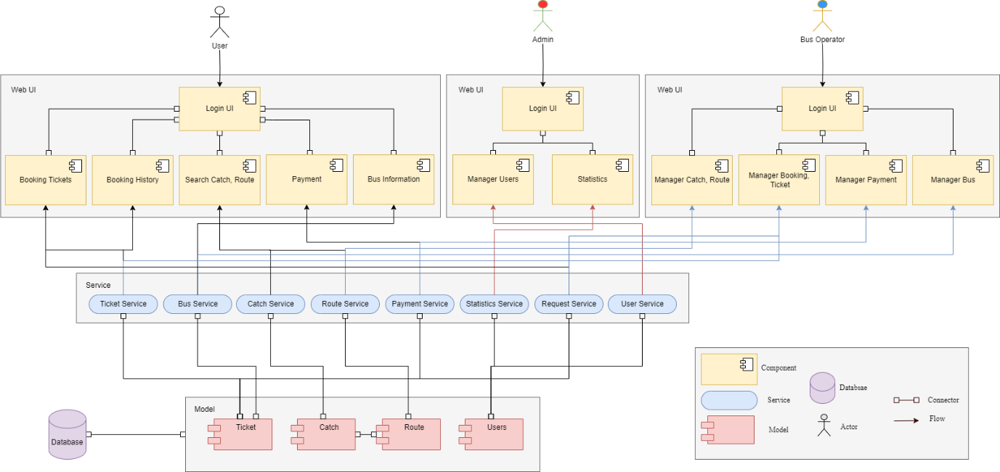 User
Admin
Bus Operator
Web UI
Login UI
Booking Tickets
Booking History
Search Catch, Route
Payment
Bus Information
Web UI
Login UI
Manager Users
Statistics
Web UI
Login UI
Manager Catch, Route
Manager Booking,
Ticket
Manager Payment
Manager Bus
Service
Ticket Service
Bus Service
Catch Service
Route Service
Payment Service
Statistics Service
Request Service
User Service
Model
Ticket
Catch
Route
Users
Database
Component
Service
Model
Databsae
Actor
Connector
Flow